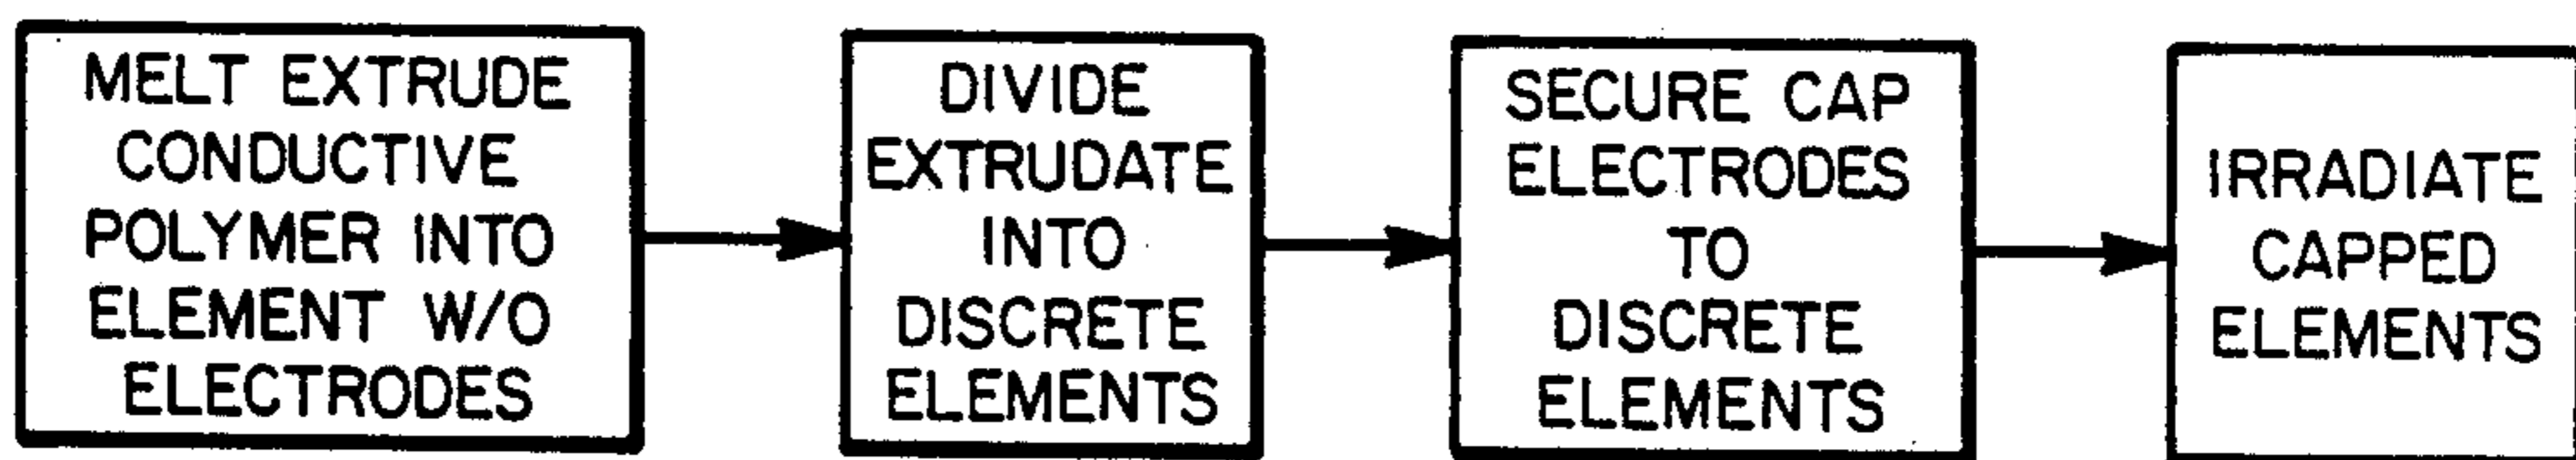 MELT EXTRUDE
CONDUCTIVE
POLYMER INTO
ELEMENT W/O
ELECTRODES
DIVIDE
EXTRUDATE
INTO
DISCRETE
ELEMENTS
SECURE CAP
ELECTRODES
TO
DISCRETE
ELEMENTS
IRRADIATE
CAPPED
ELEMENTS